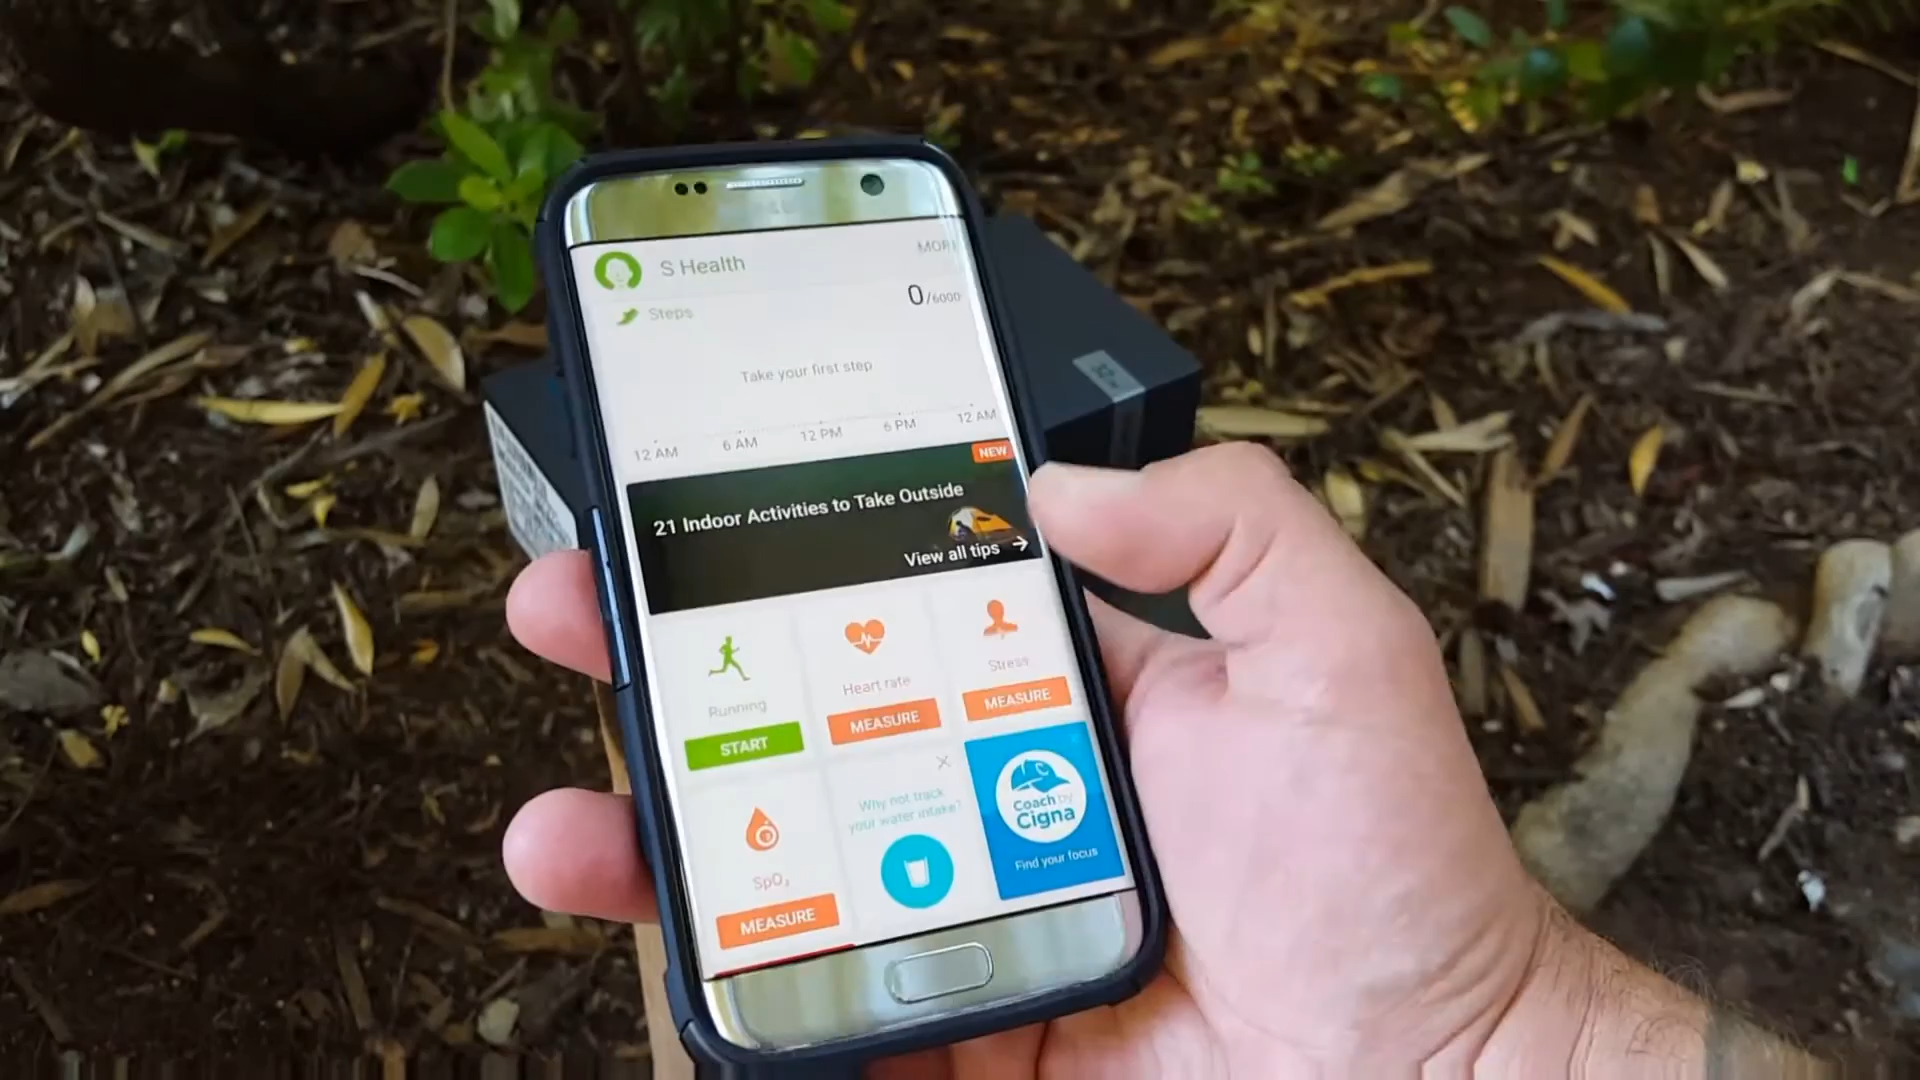 S Health
MOR
Steps
0/6000
Take your first step
12 AM
6 AM
12 PM
6 PM
12 AM
NEW
21 Indoor Activities to Take Outside
View all tips →
Running
START
Heart rate
MEASURE
Stress
MEASURE
SpO₂
MEASURE
Why not track
your water intake?
C
Coach by
Cigna
Find your focus